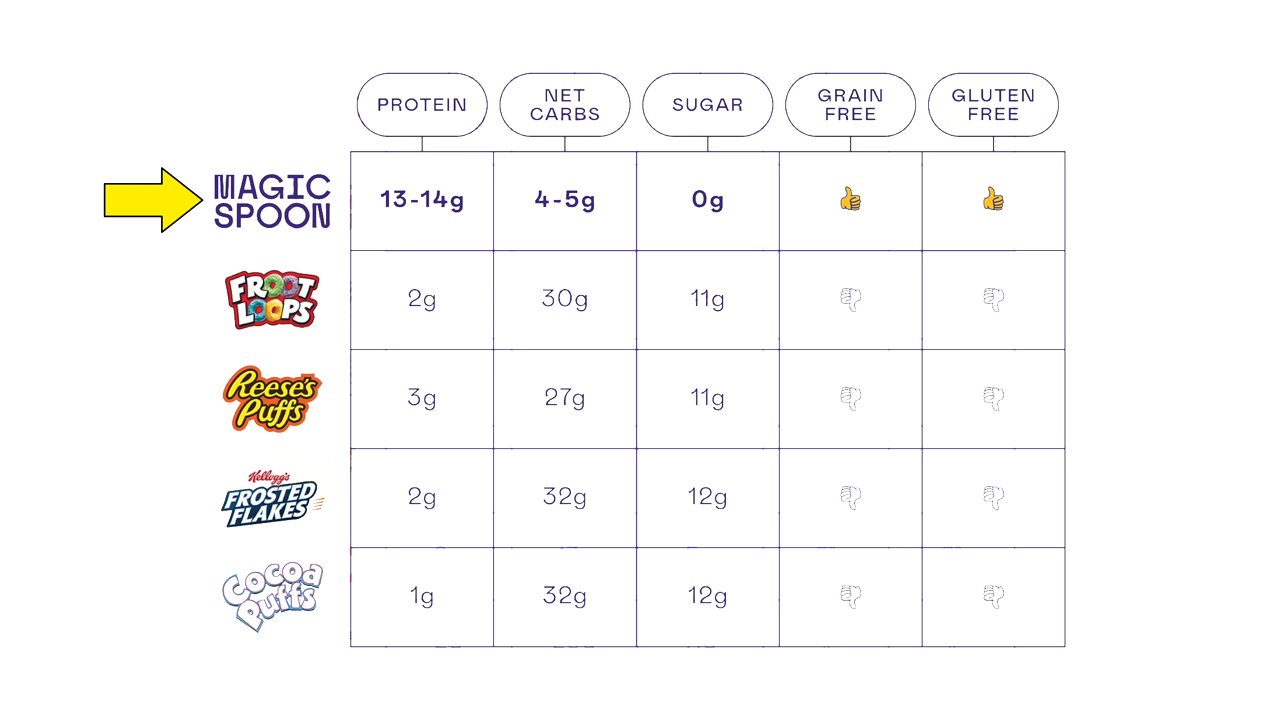 PROTEIN
NET
CARBS
SUGAR
GRAIN
FREE
GLUTEN
FREE
MAGIC
SPOON
13-14g
4-5g
0g
FROOT
LOOPS
2g
30g
11g
Reese's
Puffs
3g
27g
11g
Kellogg's
FROSTED
FLAKES
2g
32g
12g
Cocoa
Puffs
1g
32g
12g